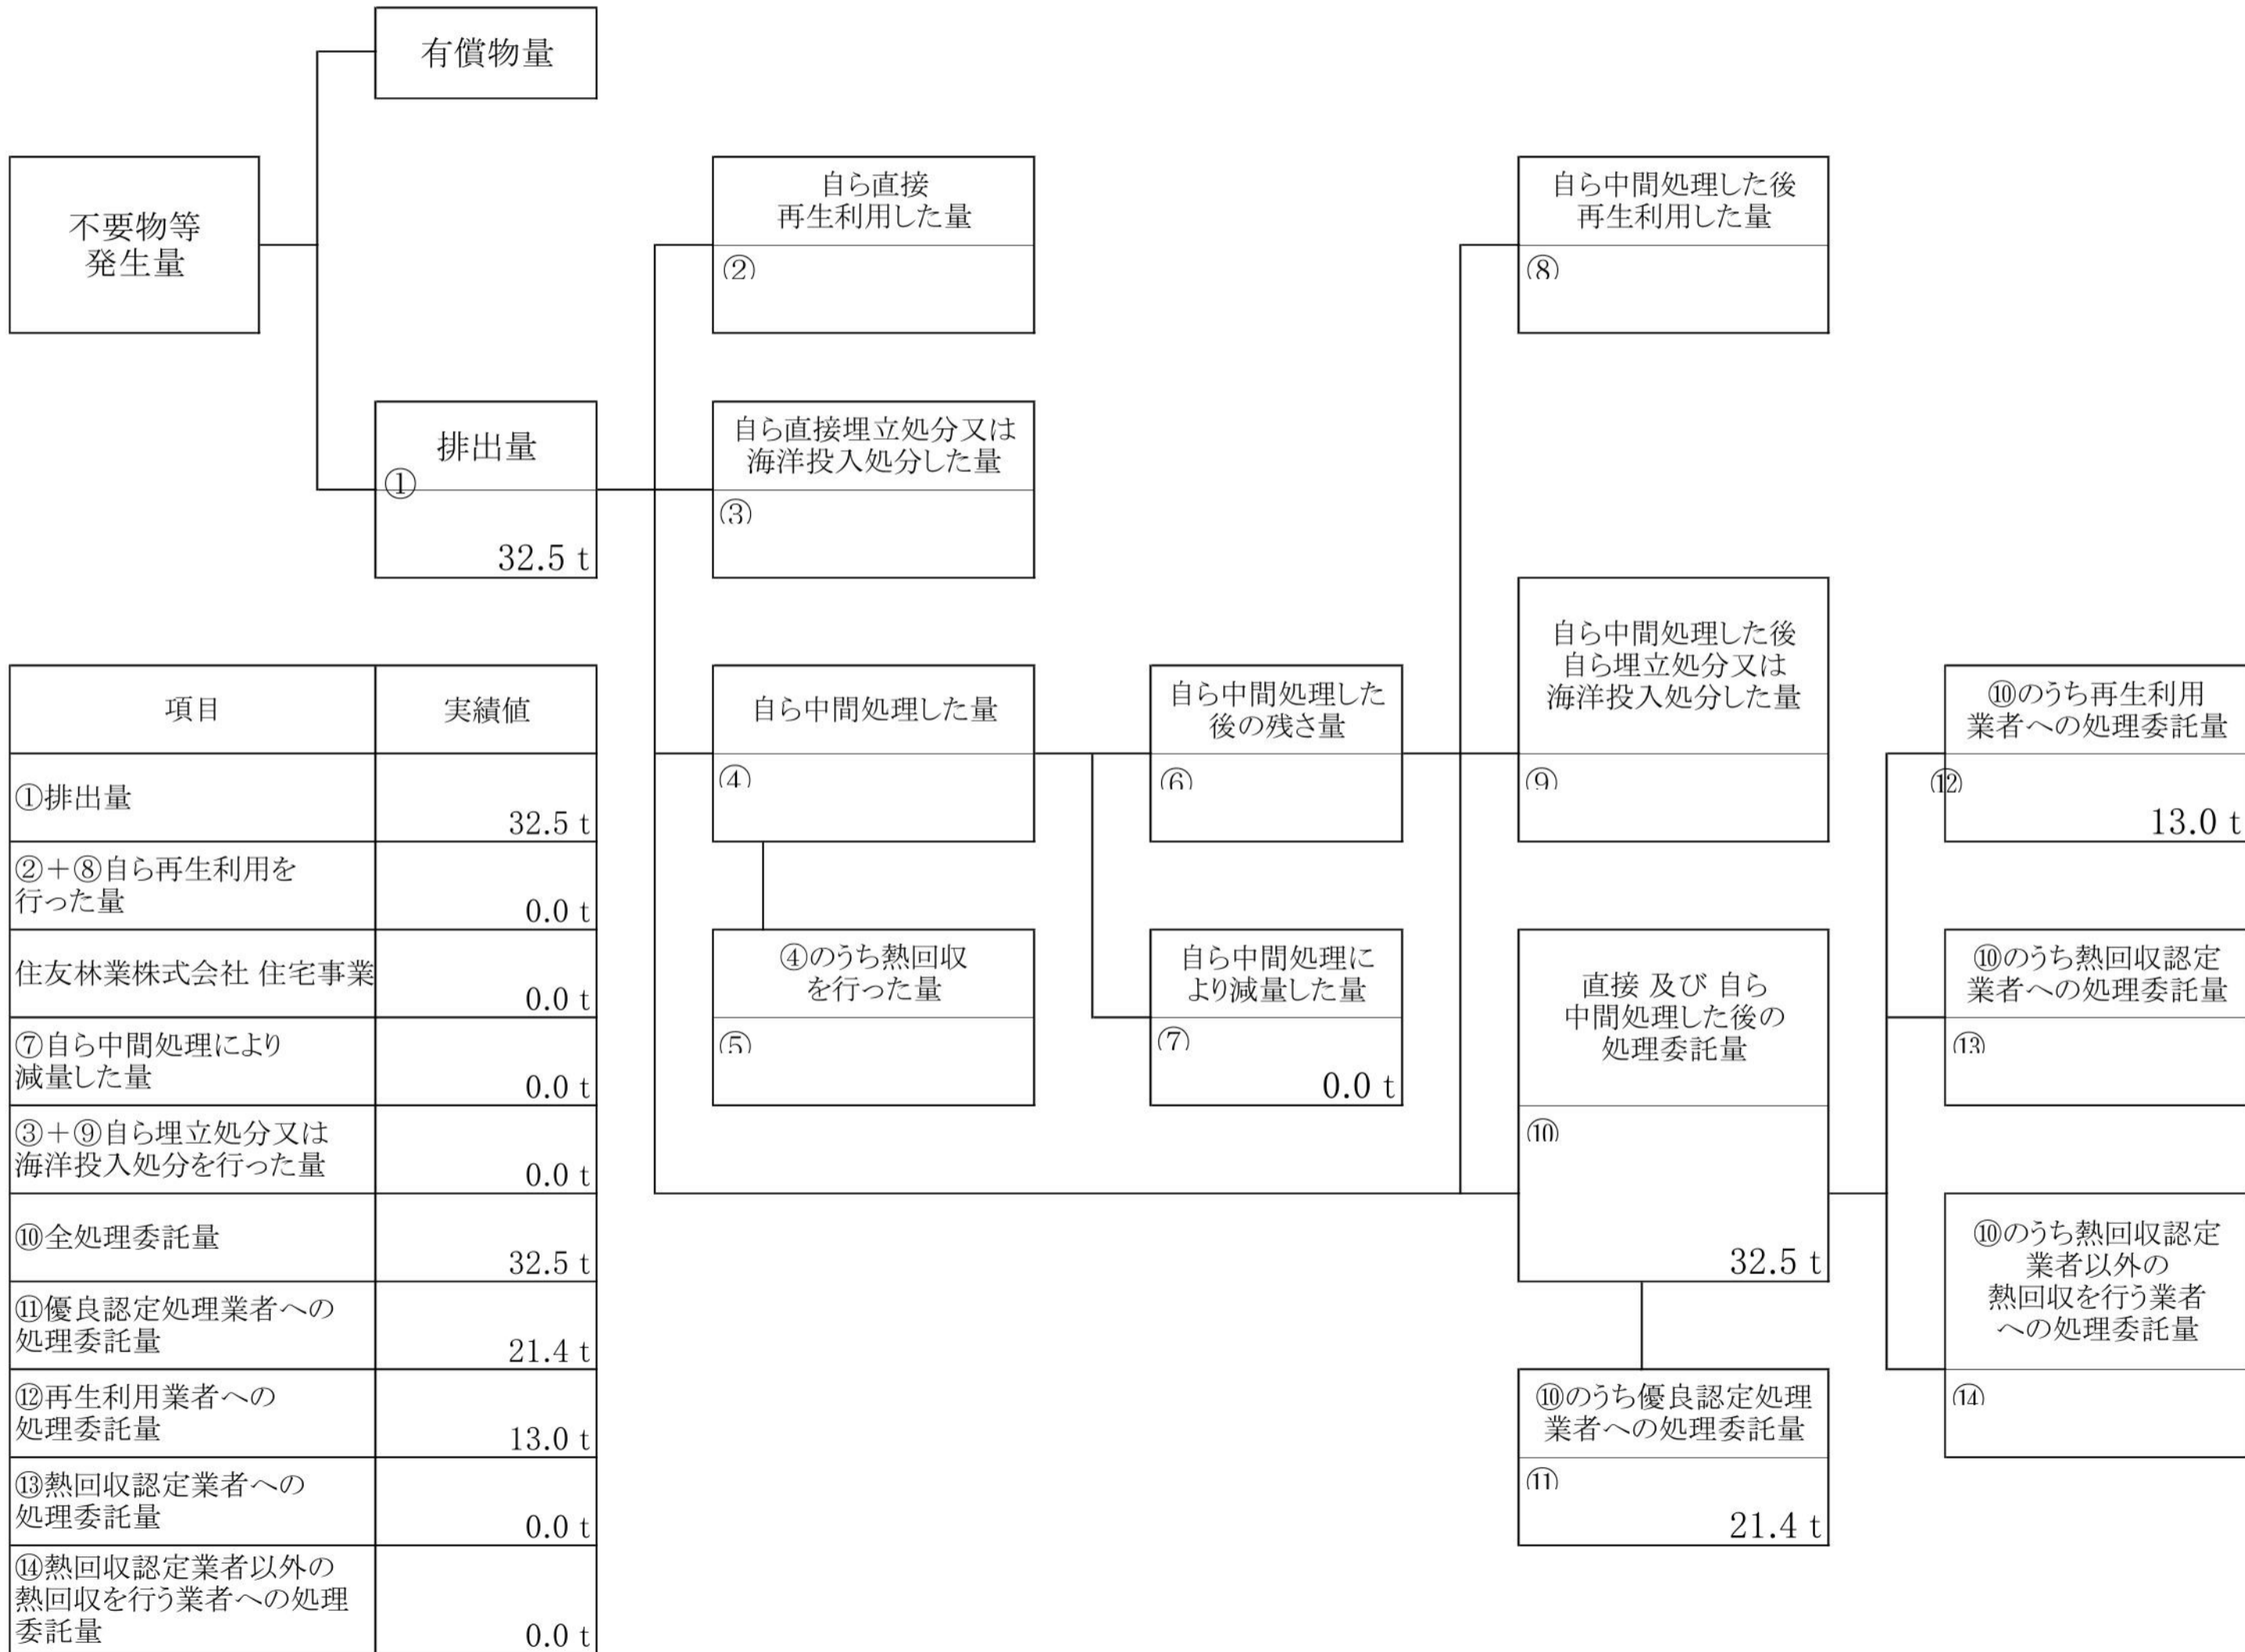 有償物量
不要物等
発生量
自ら直接
再生利用した量
②
自ら中間処理した後
再生利用した量
⑧
排出量
①
32.5 t
自ら直接埋立処分又は
海洋投入処分した量
③
自ら中間処理した量
④
自ら中間処理した
後の残さ量
⑥
自ら中間処理した後
自ら埋立処分又は
海洋投入処分した量
⑨
⑩のうち再生利用
業者への処理委託量
⑫
13.0 t
④のうち熱回収
を行った量
⑤
自ら中間処理に
より減量した量
⑦
0.0 t
直接 及び 自ら
中間処理した後の
処理委託量
⑩
32.5 t
⑩のうち熱回収認定
業者への処理委託量
⑬
⑩のうち熱回収認定
業者以外の
熱回収を行う業者
への処理委託量
⑭
⑩のうち優良認定処理
業者への処理委託量
⑪
21.4 t
項目 実績値
①排出量
32.5 t
②+⑧自ら再生利用を
行った量
0.0 t
住友林業株式会社 住宅事業
0.0 t
⑦自ら中間処理により
減量した量
0.0 t
③+⑨自ら埋立処分又は
海洋投入処分を行った量
0.0 t
⑩全処理委託量
32.5 t
⑪優良認定処理業者への
処理委託量
21.4 t
⑫再生利用業者への
処理委託量
13.0 t
⑬熱回収認定業者への
処理委託量
0.0 t
⑭熱回収認定業者以外の
熱回収を行う業者への処理
委託量
0.0 t